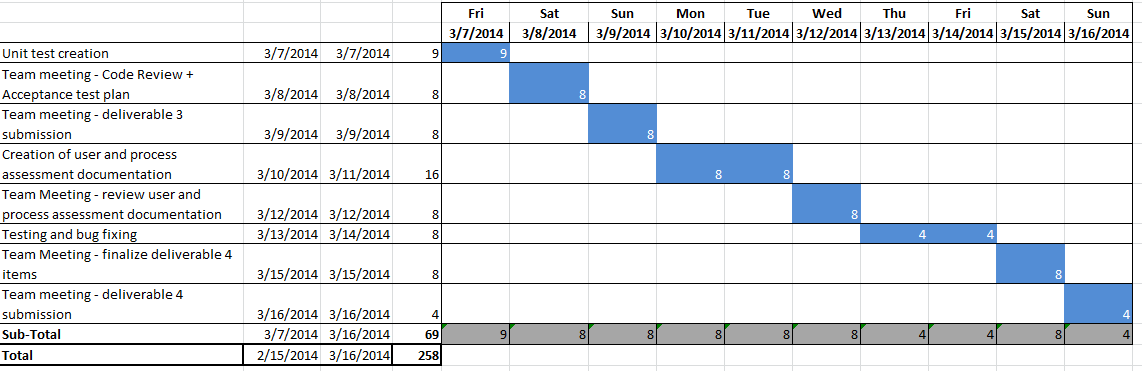 Fri Sat Sun Mon Tue Wed Thu Fri Sat Sun
3/7/2014 3/8/2014 3/9/2014 3/10/2014 3/11/2014 3/12/2014 3/13/2014 3/14/2014 3/15/2014 3/16/2014
Unit test creation 3/7/2014 3/7/2014 9 9
Team meeting - Code Review +
Acceptance test plan 3/8/2014 3/8/2014 8 8
Team meeting - deliverable 3
submission 3/9/2014 3/9/2014 8 8
Creation of user and process
assessment documentation 3/10/2014 3/11/2014 16 8 8
Team Meeting - review user and
process assessment documentation 3/12/2014 3/12/2014 8 8
Testing and bug fixing 3/13/2014 3/14/2014 8 4 4
Team Meeting - finalize deliverable 4
items 3/15/2014 3/15/2014 8 8
Team meeting - deliverable 4
submission 3/16/2014 3/16/2014 4 4
Sub-Total 3/7/2014 3/16/2014 69 9 8 8 8 8 8 4 4 8 4
Total 2/15/2014 3/16/2014 258